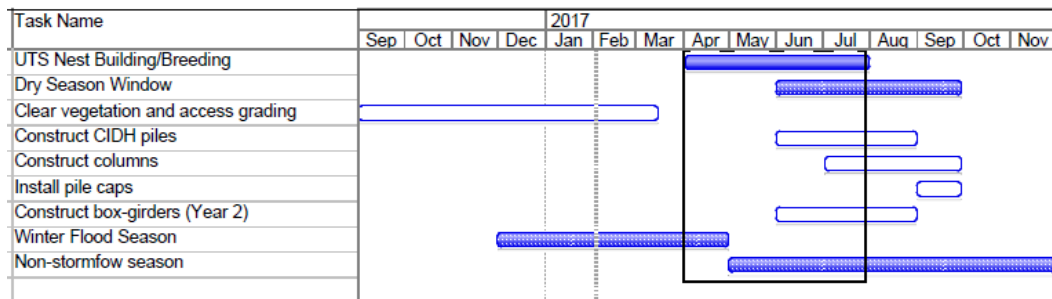 Task Name
2017
Sep Oct Nov Dec Jan Feb Mar Apr May Jun Jul Aug Sep Oct Nov
UTS Nest Building/Breeding
Dry Season Window
Clear vegetation and access grading
Construct CIDH piles
Construct columns
Install pile caps
Construct box-girders (Year 2)
Winter Flood Season
Non-stormfow season